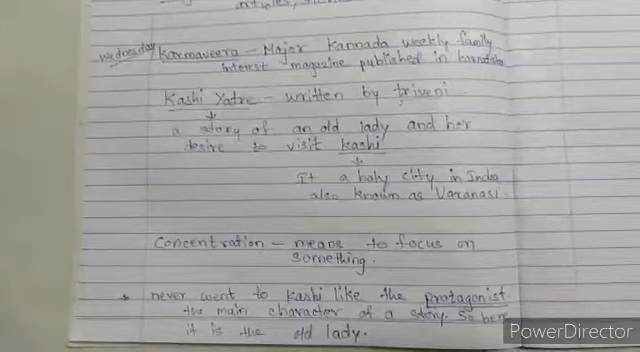 articles,
Wednesday Karmaveera – Major Kannada weekly family
interest magazine published in karnataka
Kashi Yatre – written by triveni
a story of an old lady and her
desire to visit kashi
It a holy city in India
also known as Varanasi.
Concentration – means to focus on
something.
* never went to kashi like the protagonist.
the main character of a story. So here
it is the old lady.
PowerDirector